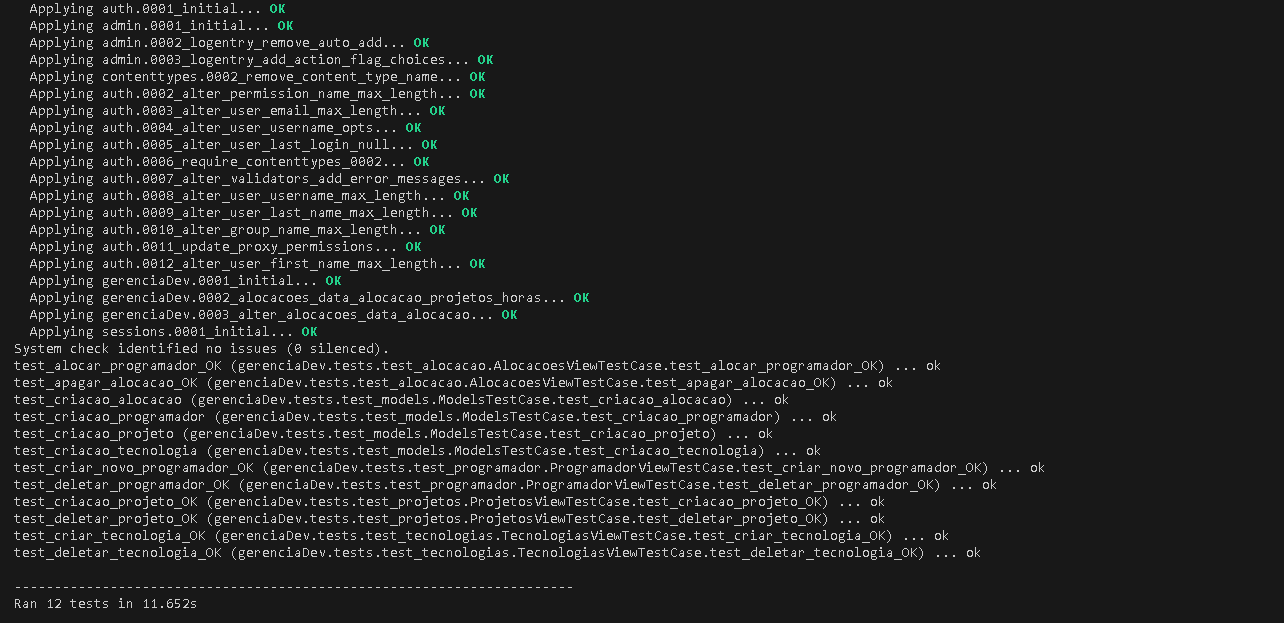 Applying auth.0001_initial... OK
Applying admin.0001_initial... OK
Applying admin.0002_logentry_remove_auto_add... OK
Applying admin.0003_logentry_add_action_flag_choices... OK
Applying contenttypes.0002_remove_content_type_name... OK
Applying auth.0002_alter_permission_name_max_length... OK
Applying auth.0003_alter_user_email_max_length... OK
Applying auth.0004_alter_user_username_opts... OK
Applying auth.0005_alter_user_last_login_null... OK
Applying auth.0006_require_contenttypes_0002... OK
Applying auth.0007_alter_validators_add_error_messages... OK
Applying auth.0008_alter_user_username_max_length... OK
Applying auth.0009_alter_user_last_name_max_length... OK
Applying auth.0010_alter_group_name_max_length... OK
Applying auth.0011_update_proxy_permissions... OK
Applying auth.0012_alter_user_first_name_max_length... OK
Applying gerenciaDev.0001_initial... OK
Applying gerenciaDev.0002_alocacoes_data_alocacao_projetos_horas... OK
Applying gerenciaDev.0003_alter_alocacoes_data_alocacao... OK
Applying sessions.0001_initial... OK
System check identified no issues (0 silenced).
test_alocar_programador_OK (gerenciaDev.tests.test_alocacao.AlocacoesViewTestCase.test_alocar_programador_OK) ... ok
test_apagar_alocacao_OK (gerenciaDev.tests.test_alocacao.AlocacoesViewTestCase.test_apagar_alocacao_OK) ... ok
test_criacao_alocacao (gerenciaDev.tests.test_models.ModelsTestCase.test_criacao_alocacao) ... ok
test_criacao_programador (gerenciaDev.tests.test_models.ModelsTestCase.test_criacao_programador) ... ok
test_criacao_projeto (gerenciaDev.tests.test_models.ModelsTestCase.test_criacao_projeto) ... ok
test_criacao_tecnologia (gerenciaDev.tests.test_models.ModelsTestCase.test_criacao_tecnologia) ... ok
test_criar_novo_programador_OK (gerenciaDev.tests.test_programador.ProgramadorViewTestCase.test_criar_novo_programador_OK) ... ok
test_deletar_programador_OK (gerenciaDev.tests.test_programador.ProgramadorViewTestCase.test_deletar_programador_OK) ... ok
test_criacao_projeto_OK (gerenciaDev.tests.test_projetos.ProjetosViewTestCase.test_criacao_projeto_OK) ... ok
test_deletar_projeto_OK (gerenciaDev.tests.test_projetos.ProjetosViewTestCase.test_deletar_projeto_OK) ... ok
test_criar_tecnologia_OK (gerenciaDev.tests.test_tecnologias.TecnologiasViewTestCase.test_criar_tecnologia_OK) ... ok
test_deletar_tecnologia_OK (gerenciaDev.tests.test_tecnologias.TecnologiasViewTestCase.test_deletar_tecnologia_OK) ... ok
----------------------------------------------------------------------
Ran 12 tests in 11.652s